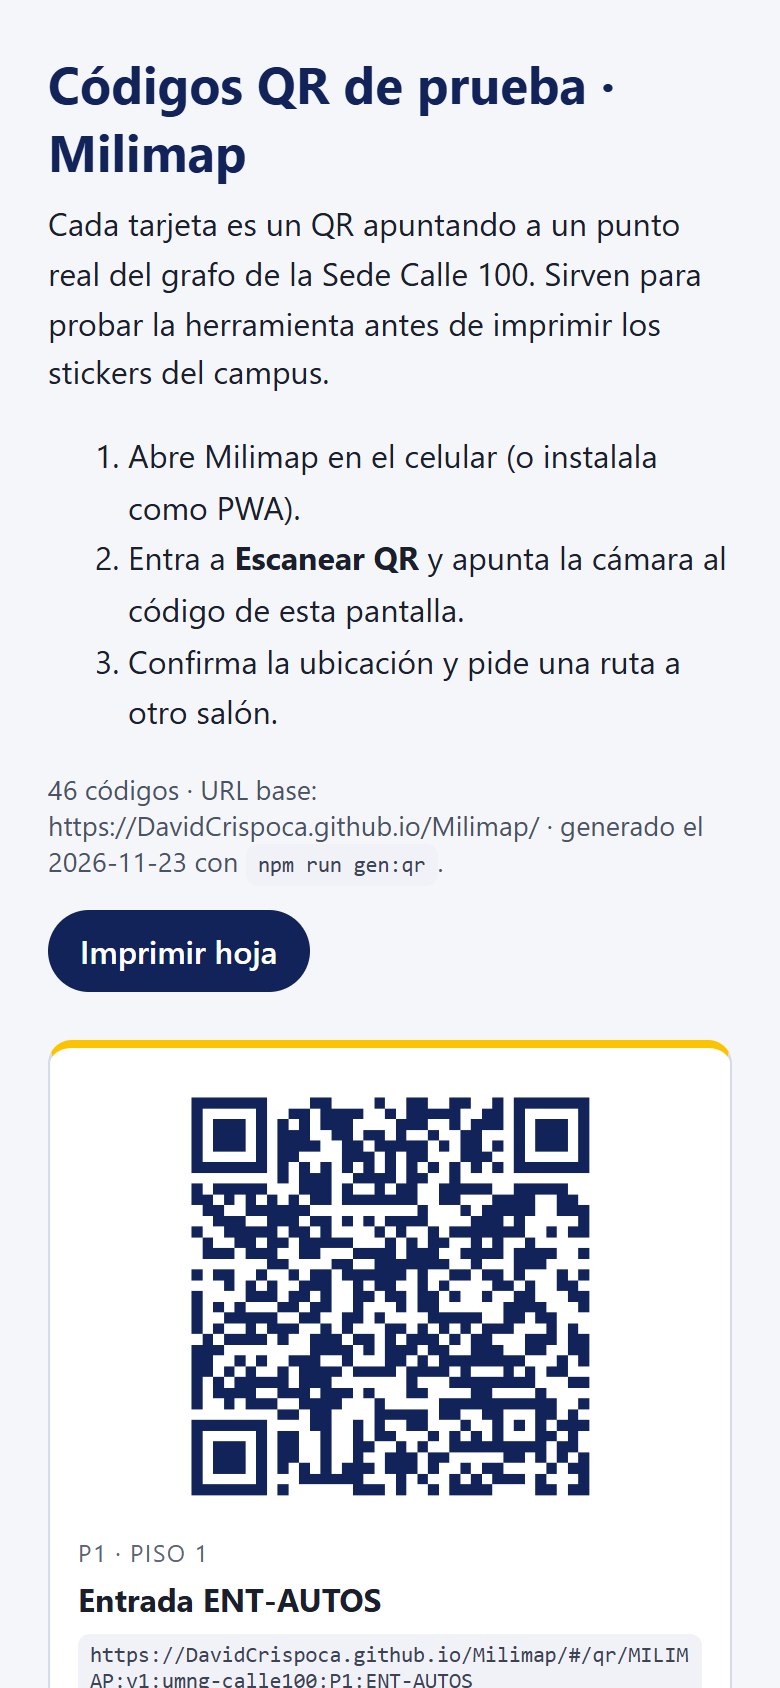 Códigos QR de prueba ·
Milimap
Cada tarjeta es un QR apuntando a un punto
real del grafo de la Sede Calle 100. Sirven para
probar la herramienta antes de imprimir los
stickers del campus.
1. Abre Milimap en el celular (o instalala
como PWA).
2. Entra a Escanear QR y apunta la cámara al
código de esta pantalla.
3. Confirma la ubicación y pide una ruta a
otro salón.
46 códigos · URL base:
https://DavidCrispoca.github.io/Milimap/ · generado el
2026-11-23 con npm run gen:qr.
Imprimir hoja
P1 · PISO 1
Entrada ENT-AUTOS
https://DavidCrispoca.github.io/Milimap/#/qr/MILIM
AP:v1:umng-calle100:P1:ENT-AUTOS